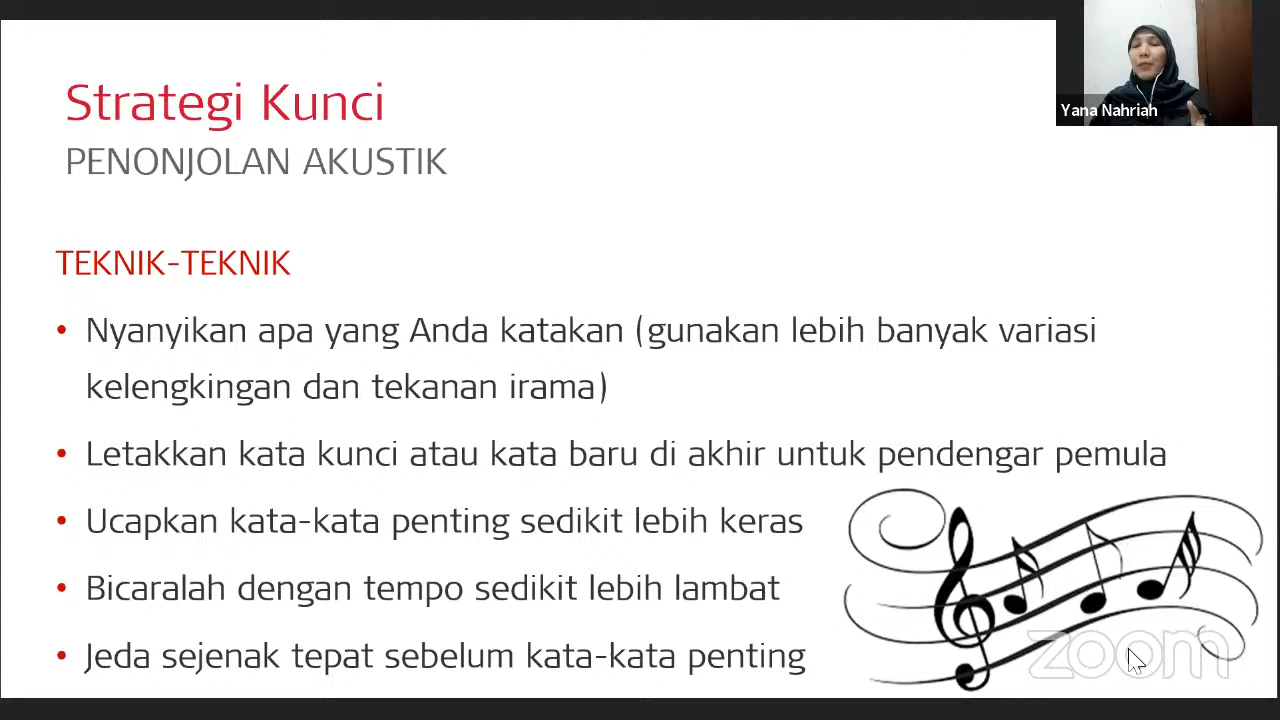 Strategi Kunci
PENONJOLAN AKUSTIK
Yana Nahriah
TEKNIK-TEKNIK
• Nyanyikan apa yang Anda katakan (gunakan lebih banyak variasi
kelengkingan dan tekanan irama)
• Letakkan kata kunci atau kata baru di akhir untuk pendengar pemula
• Ucapkan kata-kata penting sedikit lebih keras
• Bicaralah dengan tempo sedikit lebih lambat
• Jeda sejenak tepat sebelum kata-kata penting
zoom